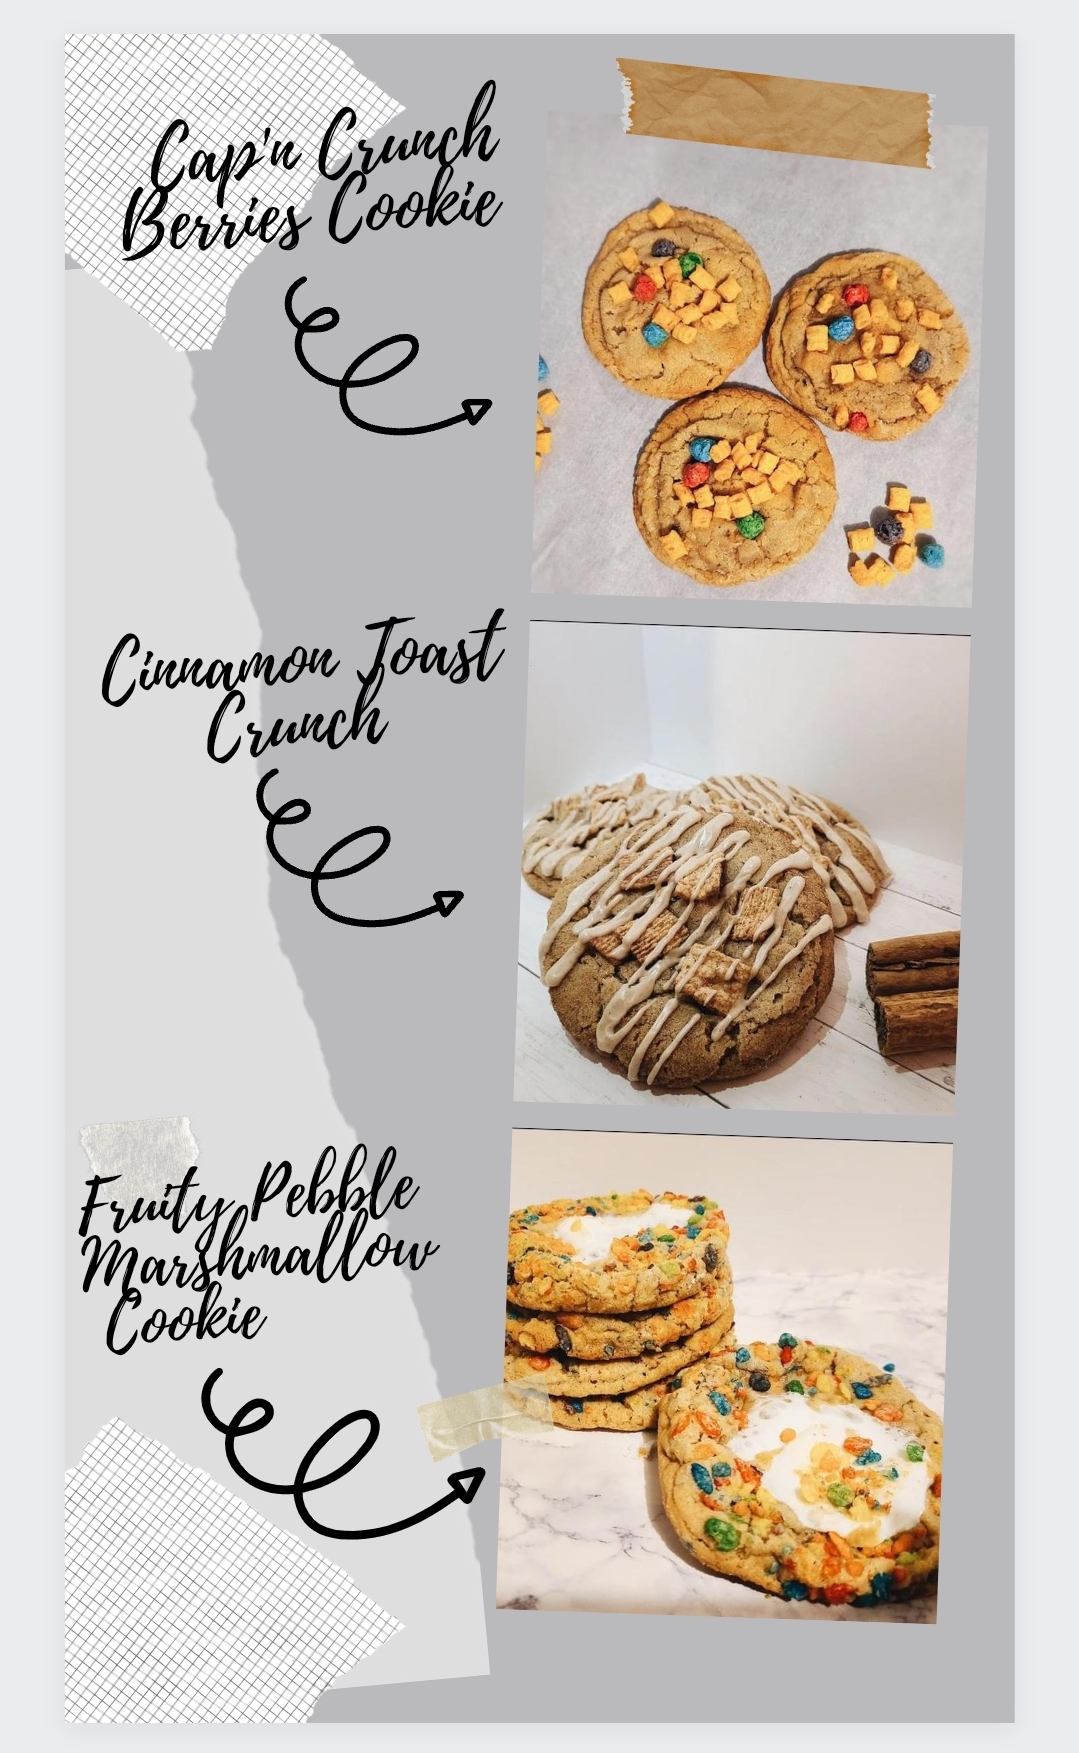 Cap'n Crunch
Berries Cookie
Cinnamon Toast
Crunch
Fruity Pebble
Marshmallow
Cookie